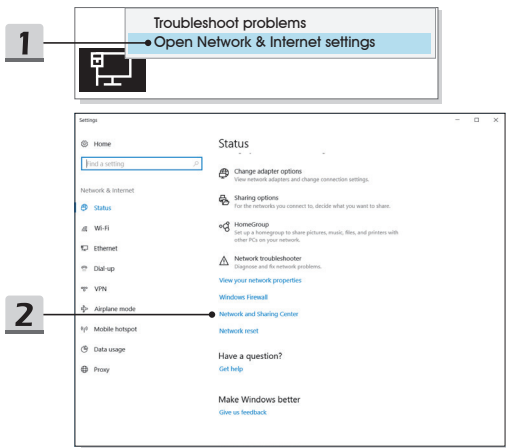 Troubleshoot problems
1
Open Network & Internet settings
Settings
Home
Status
Find a setting
Change adapter options
View network adapters and change connection settings.
Network & Internet
Sharing options
For the networks you connect to, decide what you want to share.
Status
Wi-Fi
HomeGroup
Set up a homegroup to share pictures, music, files, and printers with
other PCs on your network.
Ethernet
Network troubleshooter
Diagnose and fix network problems.
Dial-up
View your network properties
VPN
Windows Firewall
Airplane mode
2
Network and Sharing Center
Mobile hotspot
Network reset
Data usage
Have a question?
Proxy
Get help
Make Windows better
Give us feedback